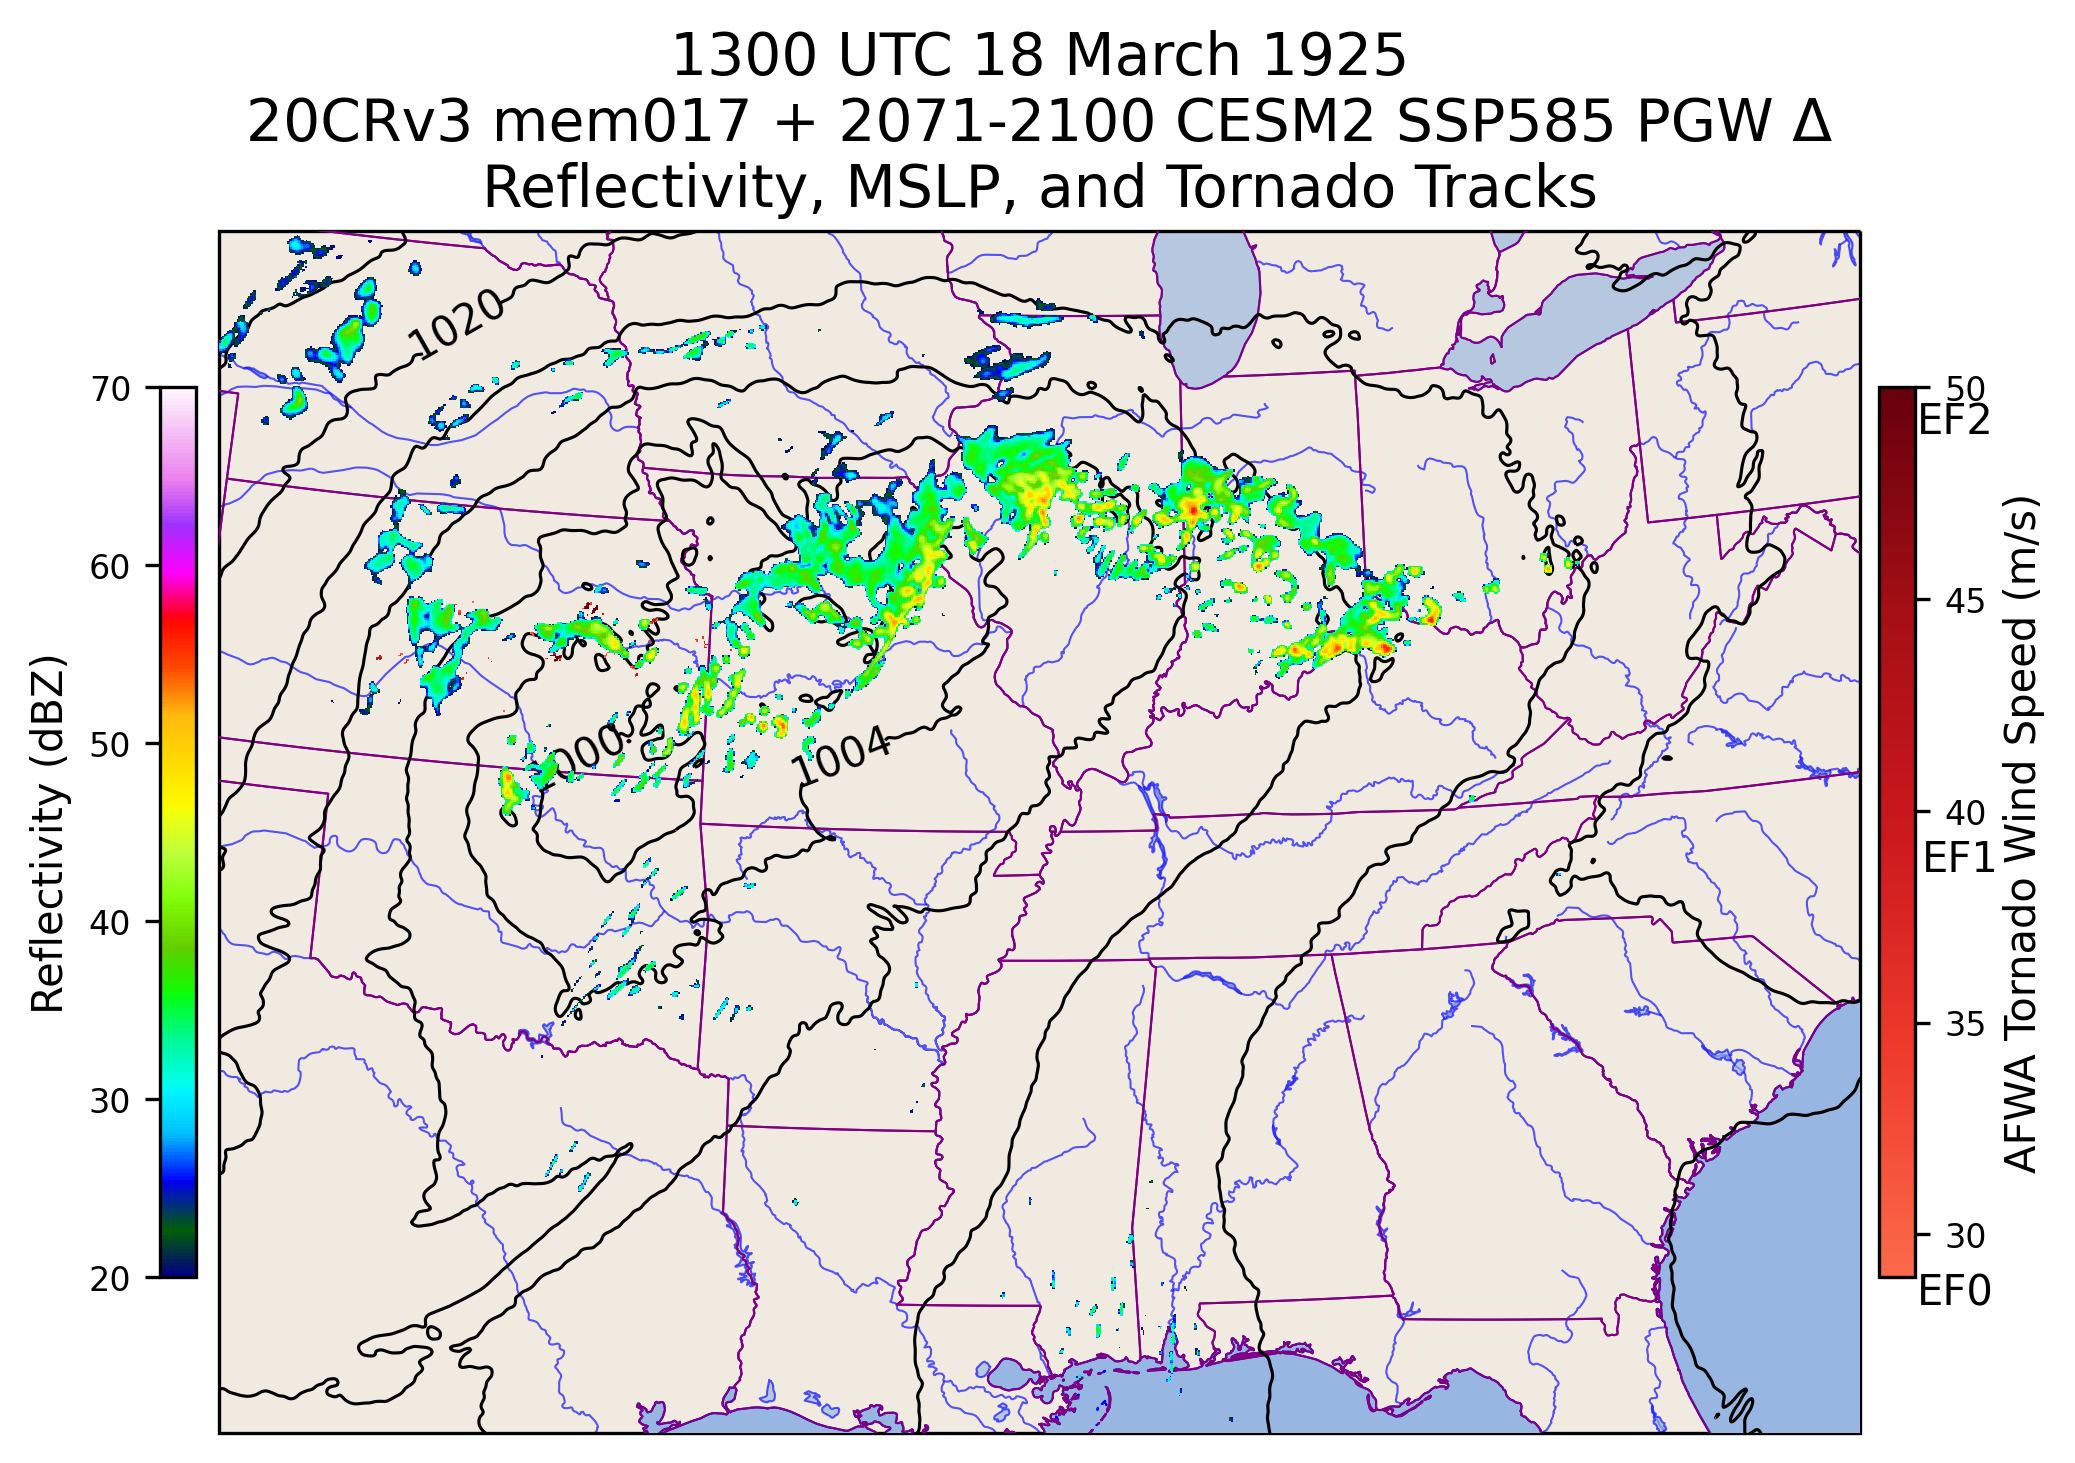 1300 UTC 18 March 1925
20CRv3 mem017 + 2071-2100 CESM2 SSP585 PGW Δ
Reflectivity, MSLP, and Tornado Tracks
1020
1004
000
70
60
50
40
30
20
Reflectivity (dBZ)
50
EF2
45
40
EF1
35
30
EF0
AFWA Tornado Wind Speed (m/s)